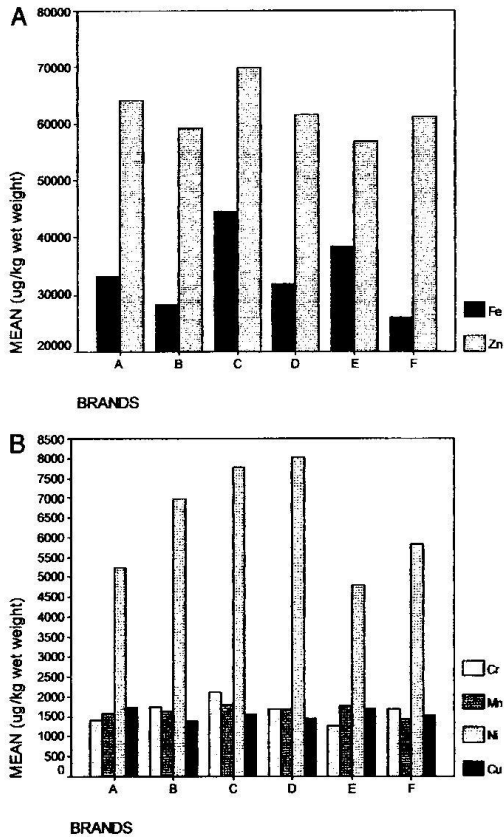 A
80000
70000
60000
50000
40000
30000
20000
MEAN (ug/kg wet weight)
A B C D E F
BRANDS
Fe
Zn
B
8500
8000
7500
7000
6500
6000
5500
5000
4500
4000
3500
3000
2500
2000
1500
1000
500
0
MEAN (ug/kg wet weight)
A B C D E F
BRANDS
Cr
Mn
Ni
Cu